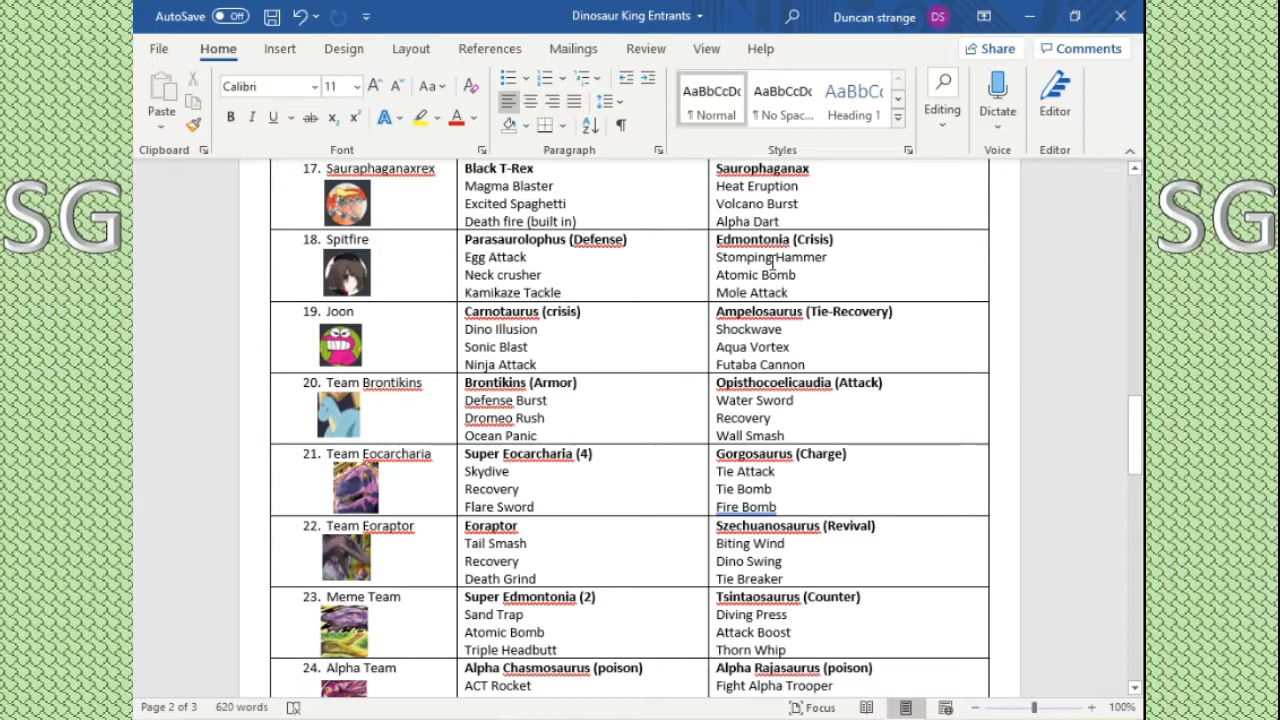 AutoSave Off
Dinosaur King Entrants
Duncan strange DS
File Home Insert Design Layout References Mailings Review View Help Share Comments
Paste
Calibri 11
Aa
B I U ab x₂ x² A A
AaBbCcDc AaBbCcDc AaBbCc
¶ Normal ¶ No Spac... Heading 1
Editing
Dictate
Editor
Clipboard Font Paragraph Styles Voice Editor
SG
SG
17. Sauraphaganaxrex
Black T-Rex
Magma Blaster
Excited Spaghetti
Death fire (built in)
Saurophaganax
Heat Eruption
Volcano Burst
Alpha Dart
18. Spitfire
Parasaurolophus (Defense)
Egg Attack
Neck crusher
Kamikaze Tackle
Edmontonia (Crisis)
Stomping Hammer
Atomic Bomb
Mole Attack
19. Joon
Carnotaurus (crisis)
Dino Illusion
Sonic Blast
Ninja Attack
Ampelosaurus (Tie-Recovery)
Shockwave
Aqua Vortex
Futaba Cannon
20. Team Brontikins
Brontikins (Armor)
Defense Burst
Dromeo Rush
Ocean Panic
Opisthocoelicaudia (Attack)
Water Sword
Recovery
Wall Smash
21. Team Eocarcharia
Super Eocarcharia (4)
Skydive
Recovery
Flare Sword
Gorgosaurus (Charge)
Tie Attack
Tie Bomb
Fire Bomb
22. Team Eoraptor
Eoraptor
Tail Smash
Recovery
Death Grind
Szechuanosaurus (Revival)
Biting Wind
Dino Swing
Tie Breaker
23. Meme Team
Super Edmontonia (2)
Sand Trap
Atomic Bomb
Triple Headbutt
Tsintaosaurus (Counter)
Diving Press
Attack Boost
Thorn Whip
24. Alpha Team
Alpha Chasmosaurus (poison)
ACT Rocket
Alpha Rajasaurus (poison)
Fight Alpha Trooper
Page 2 of 3 620 words Focus 100%